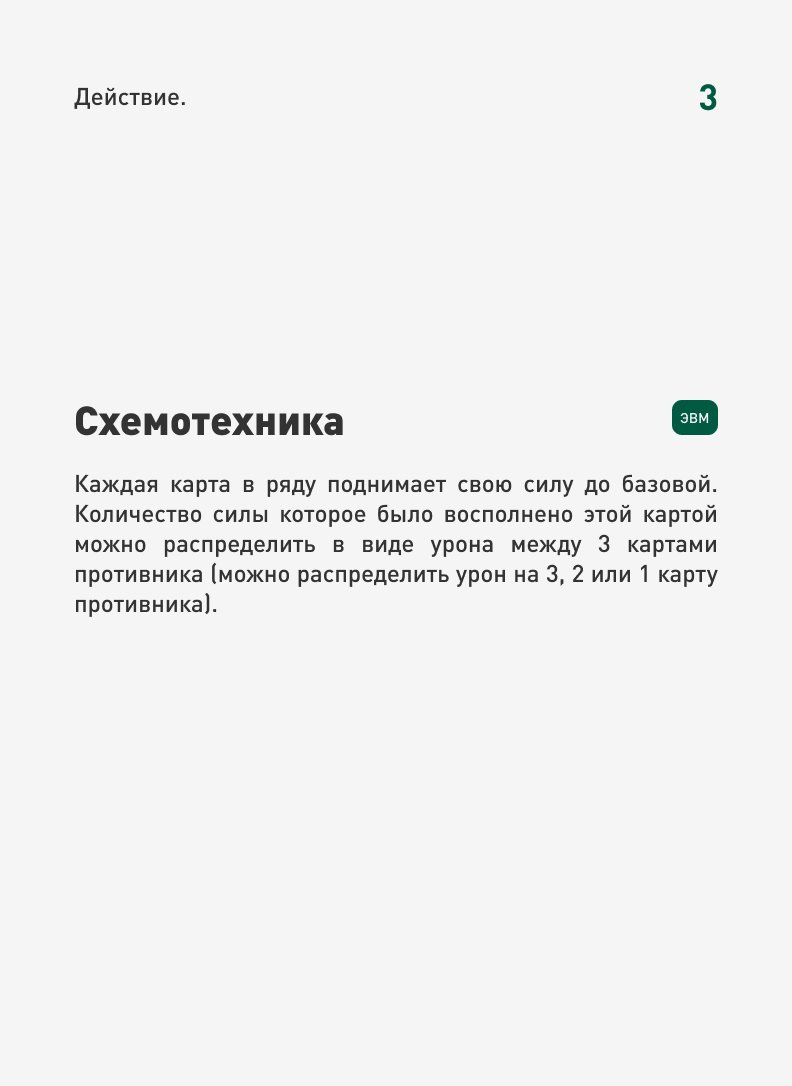 Действие.
3
Схемотехника
ЭВМ
Каждая карта в ряду поднимает свою силу до базовой.
Количество силы которое было восполнено этой картой
можно распределить в виде урона между 3 картами
противника (можно распределить урон на 3, 2 или 1 карту
противника).